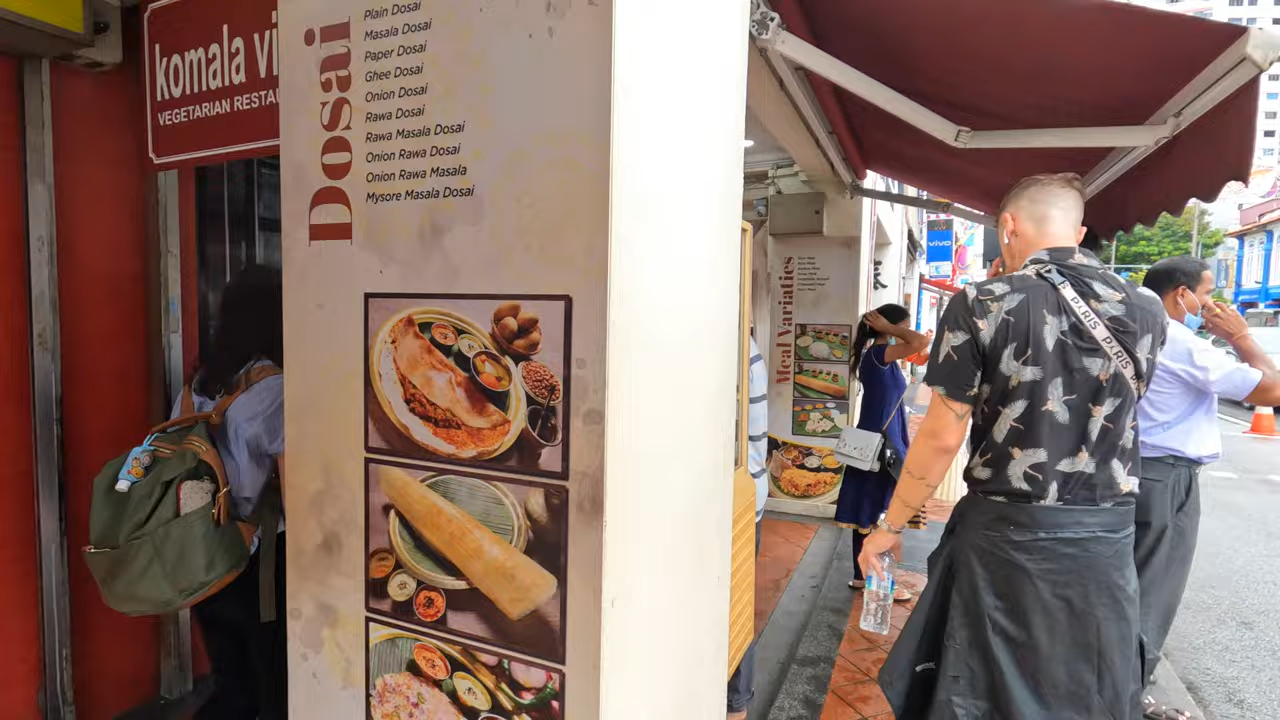 komala vi
VEGETARIAN RESTA
Dosai
Plain Dosai
Masala Dosai
Paper Dosai
Ghee Dosai
Onion Dosai
Rawa Dosai
Rawa Masala Dosai
Onion Rawa Dosai
Onion Rawa Masala
Mysore Masala Dosai
Meal Variaties
vivo
PARIS PARIS